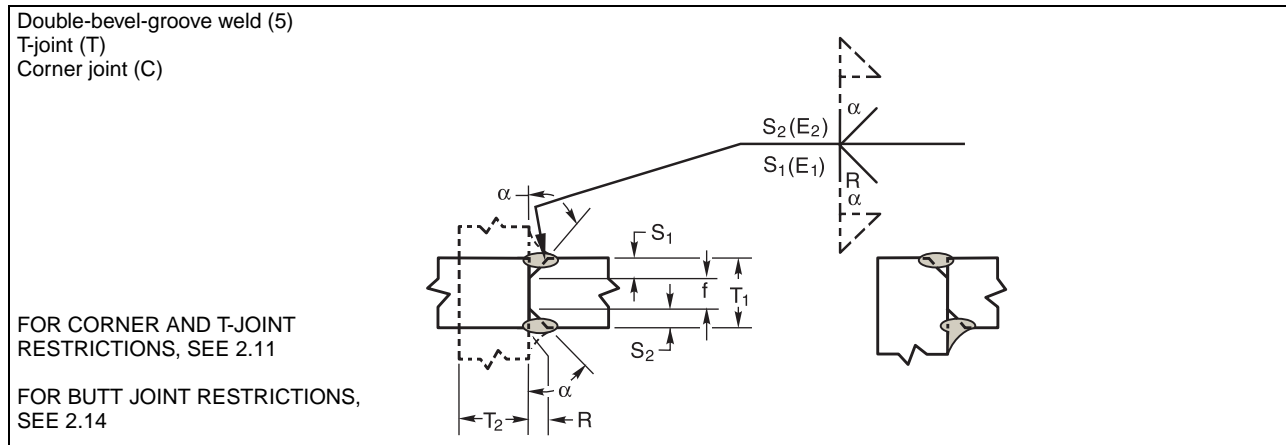 Double-bevel-groove weld (5)
T-joint (T)
Corner joint (C)
α
S2(E2)
S1(E1)
R
α
α
S1
f
T1
S2
α
T2
R
FOR CORNER AND T-JOINT
RESTRICTIONS, SEE 2.11
FOR BUTT JOINT RESTRICTIONS,
SEE 2.14